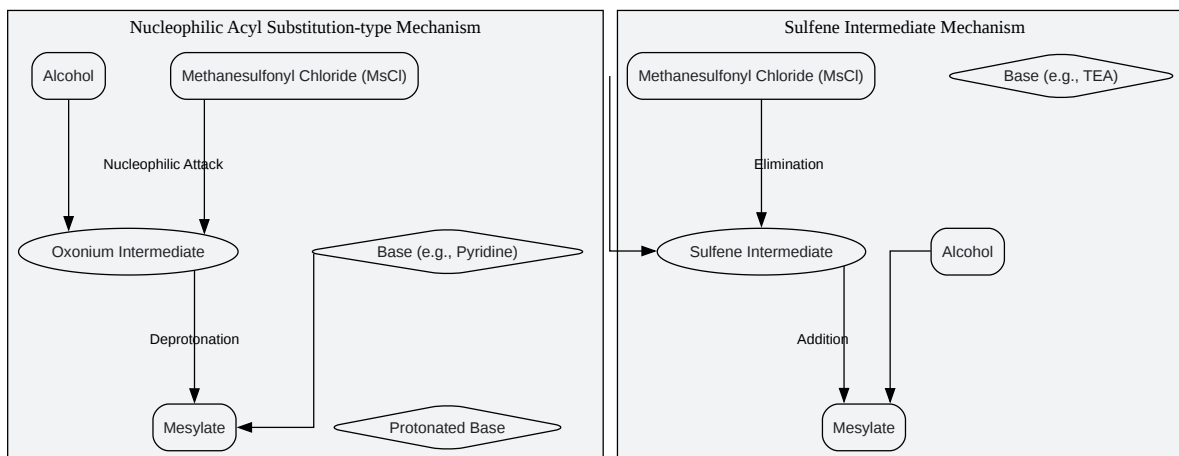 Nucleophilic Acyl Substitution-type Mechanism
Alcohol
Methanesulfonyl Chloride (MsCl)
Nucleophilic Attack
Oxonium Intermediate
Base (e.g., Pyridine)
Deprotonation
Mesylate
Protonated Base
Sulfene Intermediate Mechanism
Methanesulfonyl Chloride (MsCl)
Base (e.g., TEA)
Elimination
Sulfene Intermediate
Alcohol
Addition
Mesylate